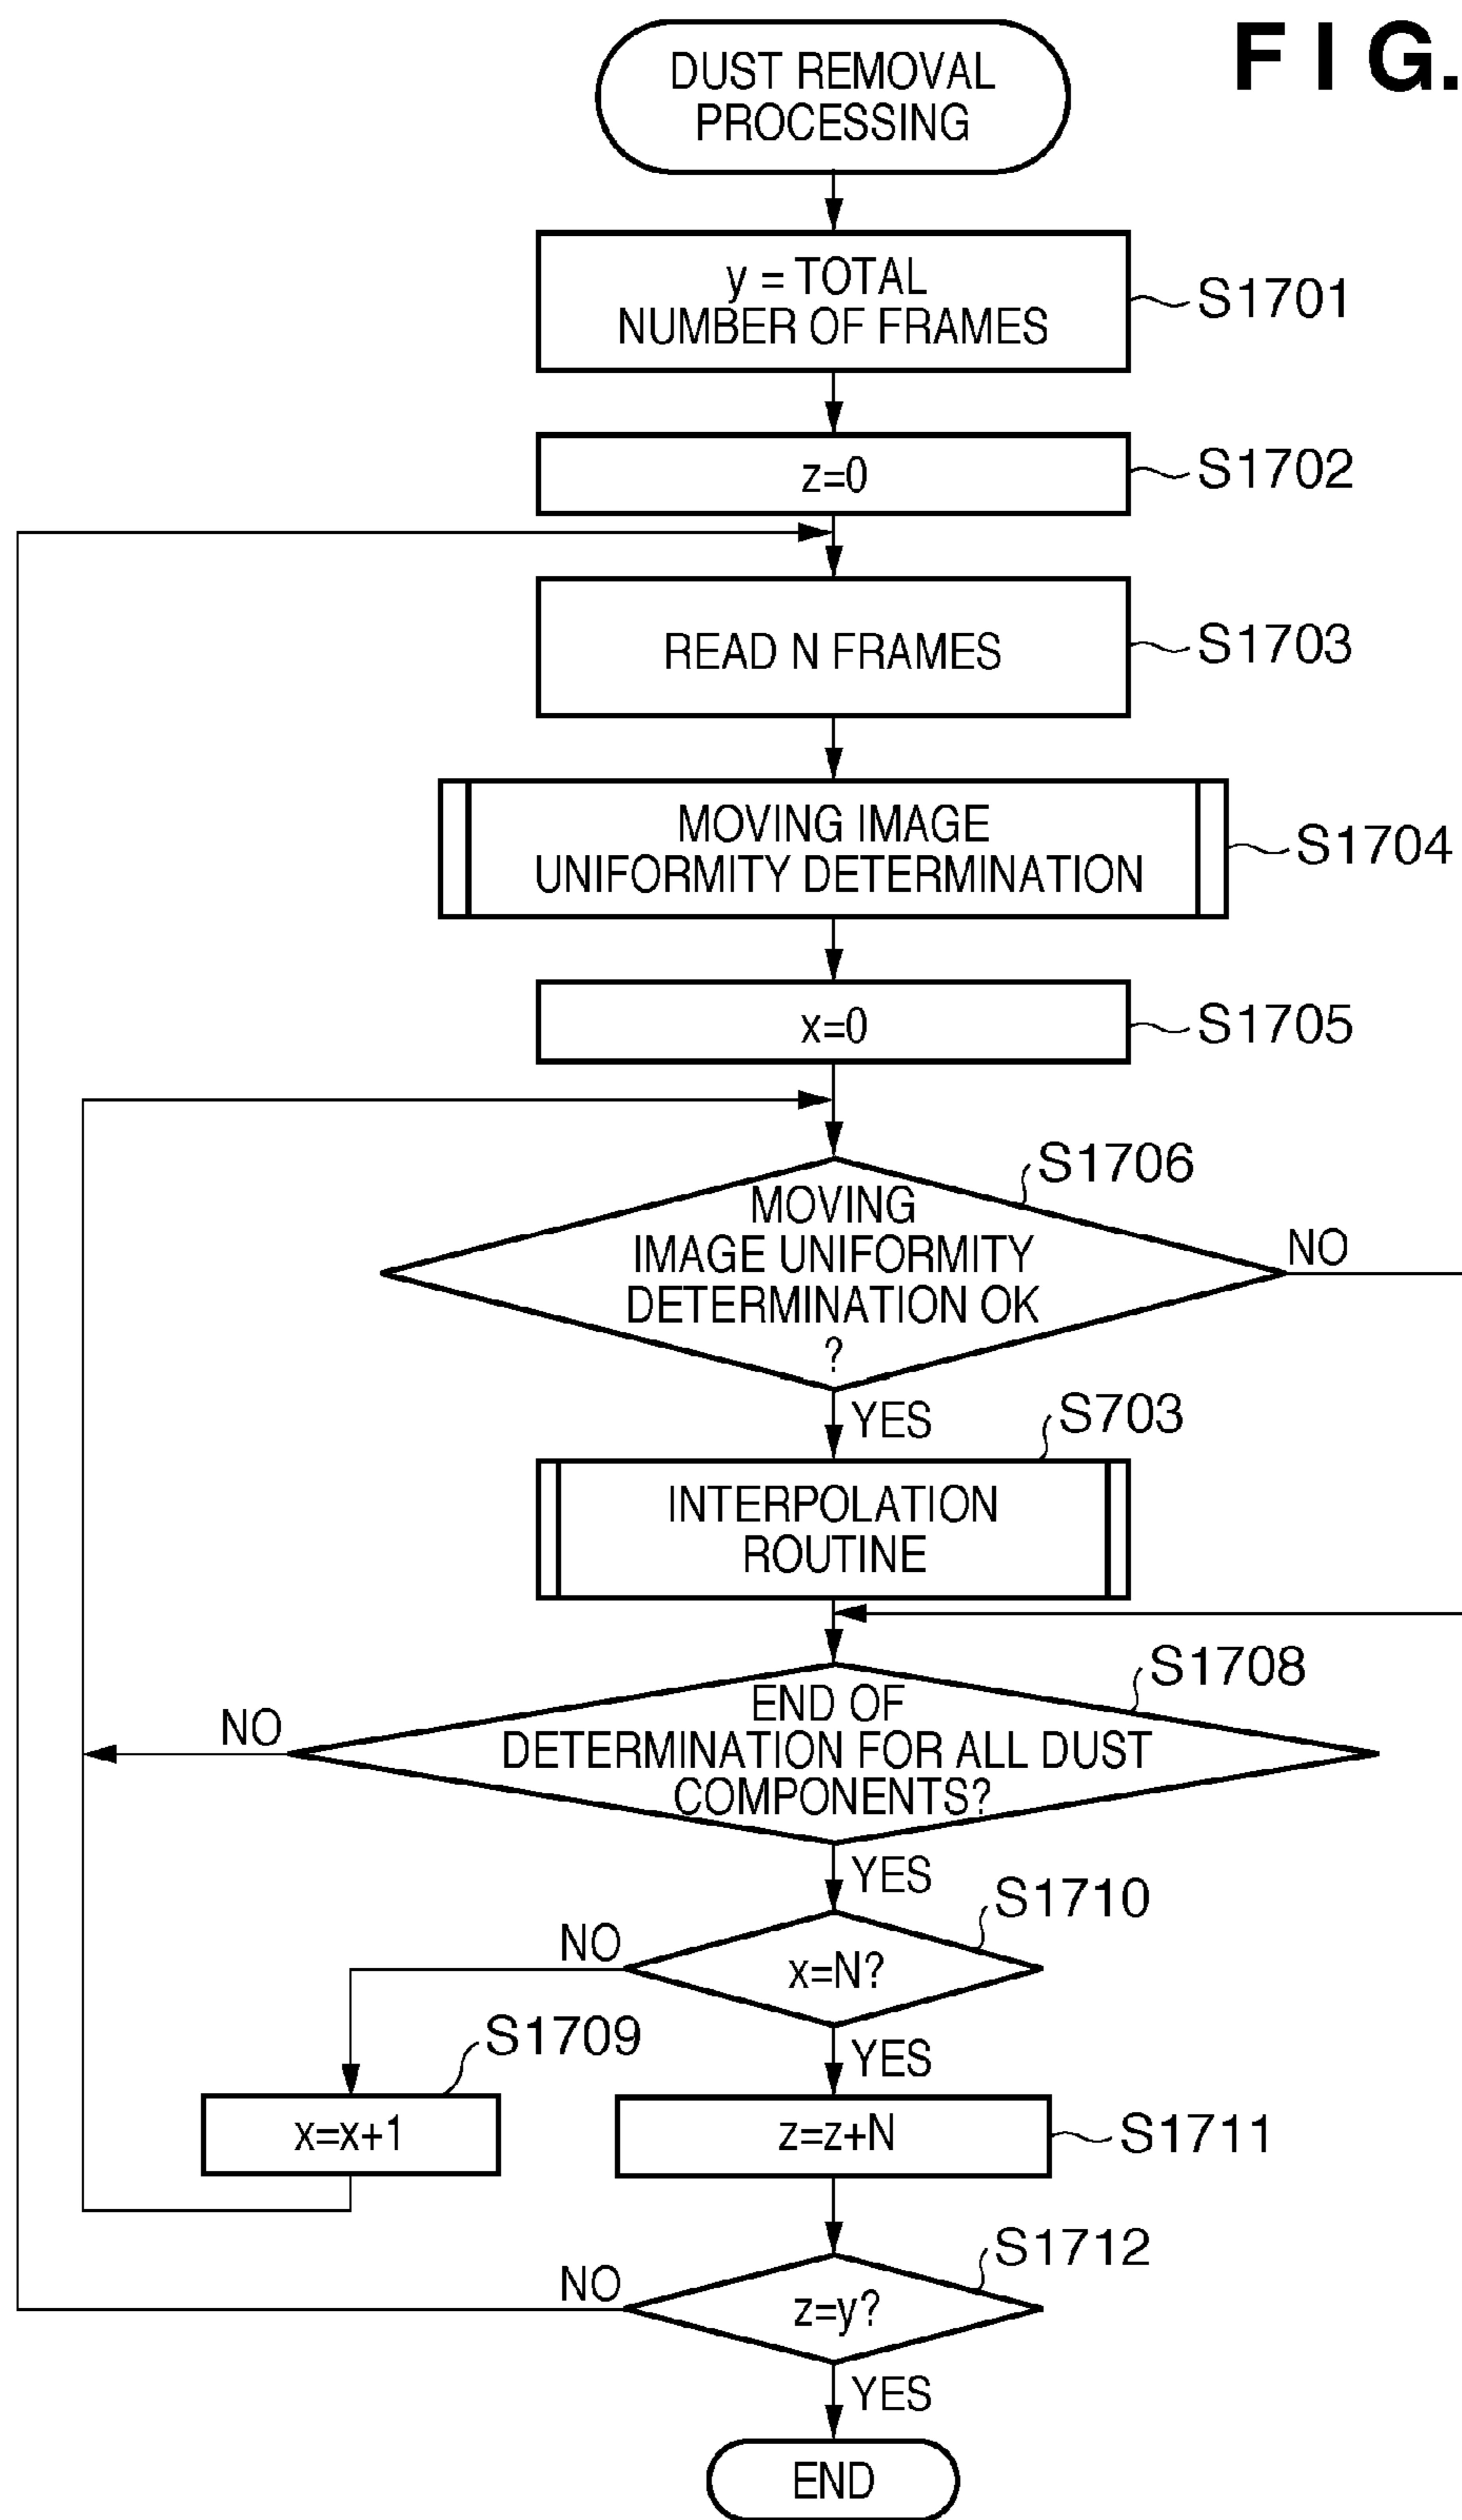 FIG.
DUST REMOVAL
PROCESSING
y = TOTAL
NUMBER OF FRAMES
S1701
z=0
S1702
READ N FRAMES
S1703
MOVING IMAGE
UNIFORMITY DETERMINATION
S1704
x=0
S1705
S1706
MOVING
IMAGE UNIFORMITY
DETERMINATION OK
?
NO
YES
S703
INTERPOLATION
ROUTINE
S1708
END OF
DETERMINATION FOR ALL DUST
COMPONENTS?
NO
YES
S1710
x=N?
NO
YES
S1709
x=x+1
z=z+N
S1711
S1712
z=y?
NO
YES
END